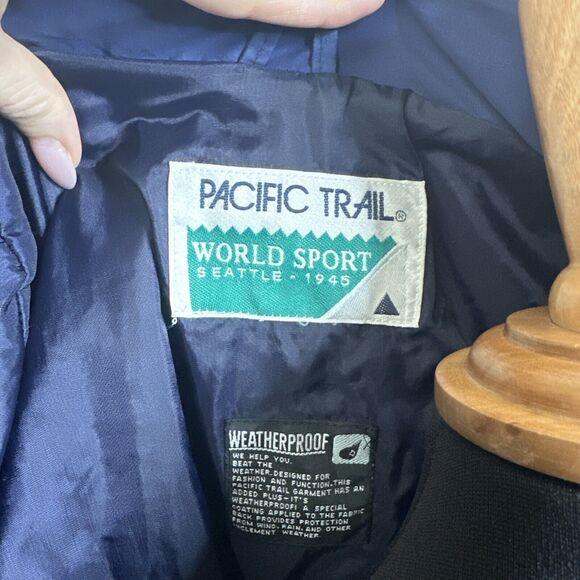 PACIFIC TRAIL®
WORLD SPORT
SEATTLE - 1945
WEATHERPROOF
WE HELP YOU.
BEAT THE
WEATHER.DESIGNED FOR
FASHION AND FUNCTION.THIS
PACIFIC TRAIL GARMENT HAS AN
ADDED PLUS-IT'S
WEATHERPROOF! A SPECIAL
COATING APPLIED TO THE FABRIC
BACK PROVIDES PROTECTION
FROM WIND, RAIN, AND OTHER
INCLEMENT WEATHER.